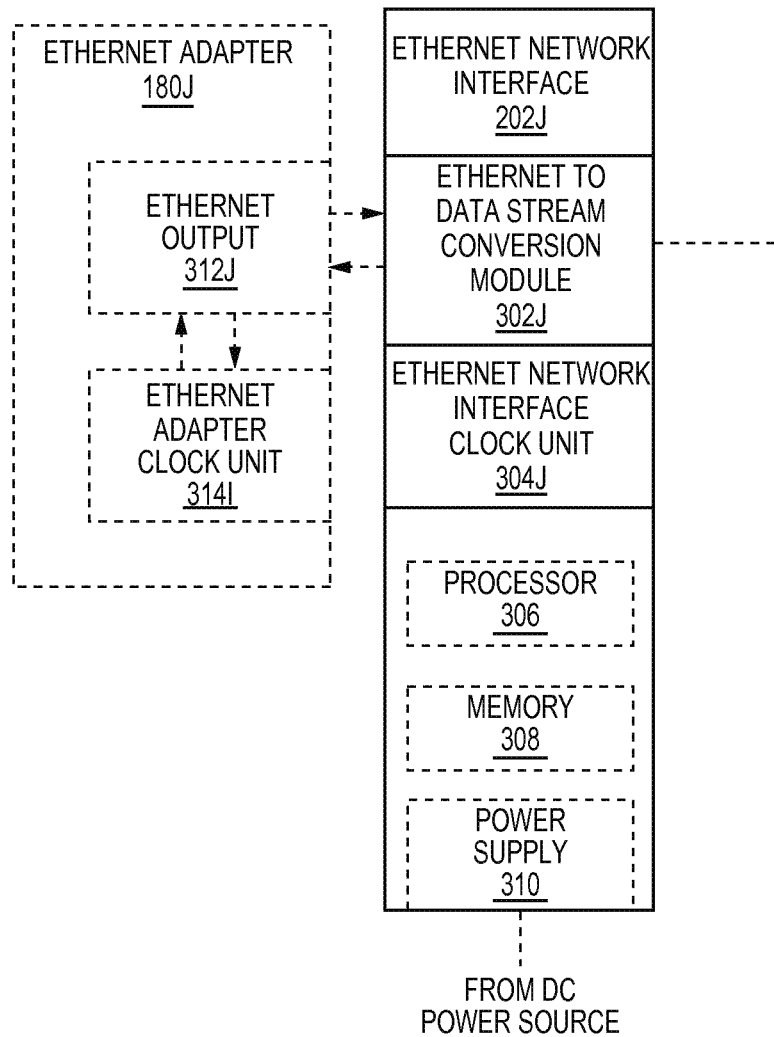 ETHERNET ADAPTER
180J
ETHERNET
OUTPUT
312J
ETHERNET
ADAPTER
CLOCK UNIT
314I
ETHERNET NETWORK
INTERFACE
202J
ETHERNET TO
DATA STREAM
CONVERSION
MODULE
302J
ETHERNET NETWORK
INTERFACE
CLOCK UNIT
304J
PROCESSOR
306
MEMORY
308
POWER
SUPPLY
310
FROM DC
POWER SOURCE